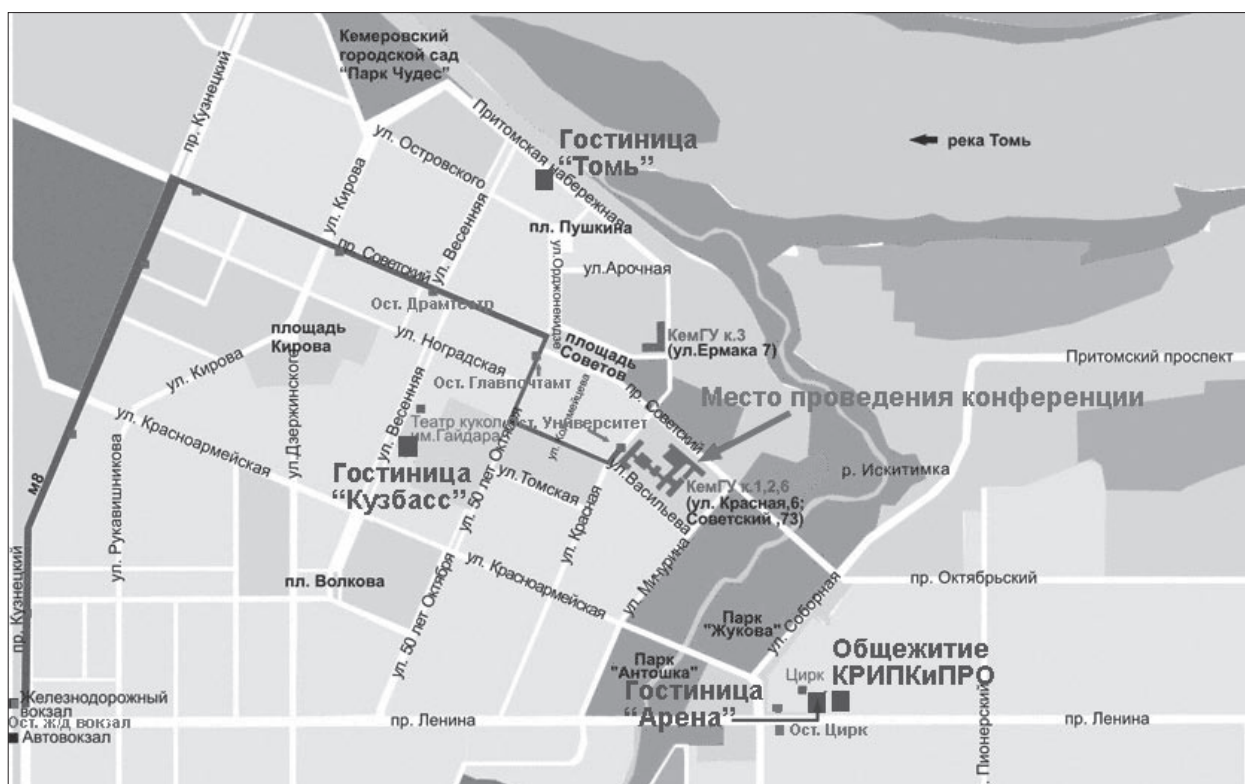 Кемеровский
городской сад
“Парк Чудес”
пр. Кузнецкий
Притомская набережная
ул. Островского
Гостиница
“Томь”
река Томь
ул. Кирова
ул. Весенняя
пл. Пушкина
пр. Советский
ул.Орджоникидзе
ул.Арочная
Ост. Драмтеатр
площадь
Кирова
ул. Ноградская
площадь
Советов
КемГУ к.3
(ул.Ермака 7)
Притомский проспект
ул. Кирова
ул.Дзержинского
Ост. Главпочтамт
ул. Коломейцева
пр. Советский
Место проведения конференции
ул. Красноармейская
ул. Весенняя
Театр кукол
им.Гайдара
Ост. Университет
ул. 50 лет Октября
Гостиница
“Кузбасс”
ул. Томская
ул.Васильева
КемГУ к.1,2,6
(ул. Красная,6;
Советский ,73)
р. Искитимка
м8
ул. Рукавишникова
ул. Красная
ул. Мичурина
ул. Красноармейская
пл. Волкова
пр. Октябрьский
пр. Кузнецкий
ул. 50 лет Октября
Парк
"Жукова"
ул. Соборная
Парк
"Антошка"
Общежитие
КРИПКиПРО
Цирк
Гостиница
“Арена”
Железнодорожный
вокзал
Ост. ж/д вокзал
Автовокзал
пр. Ленина
Ост. Цирк
пр. Ленина
ул. Пионерский